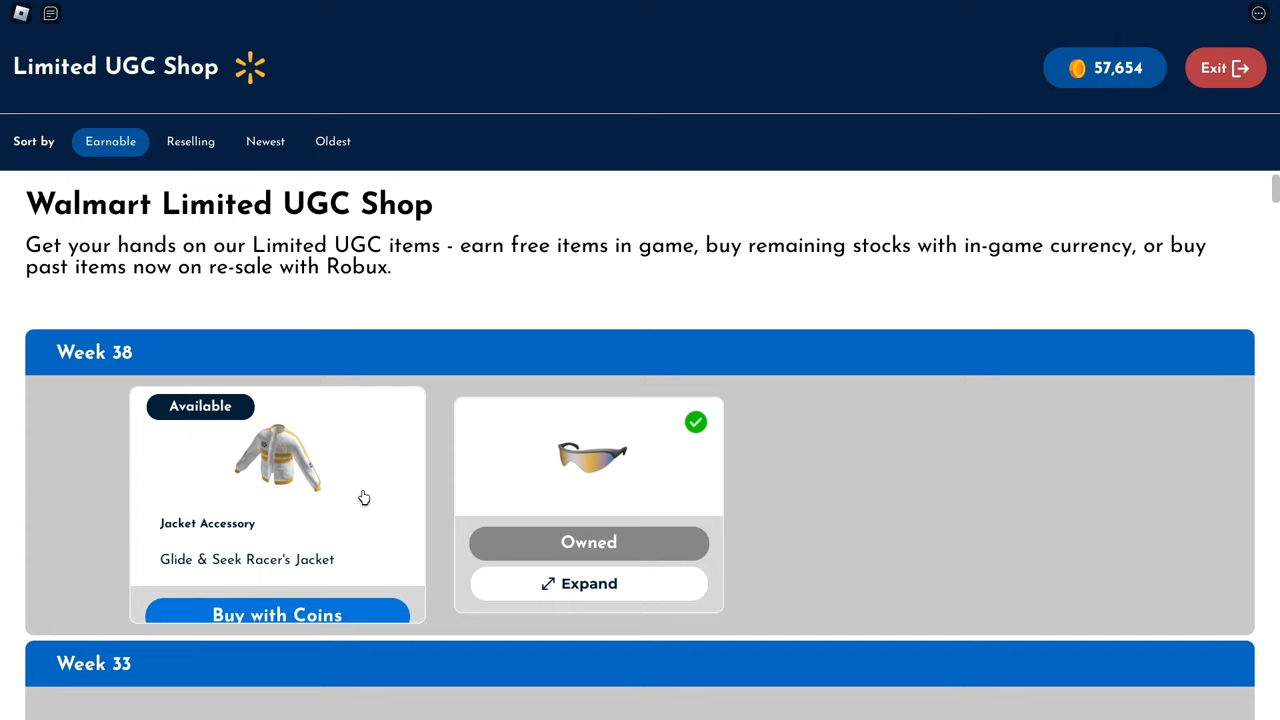 Limited UGC Shop
57,654
Exit
Sort by
Earnable
Reselling
Newest
Oldest
Walmart Limited UGC Shop
Get your hands on our Limited UGC items - earn free items in game, buy remaining stocks with in-game currency, or buy
past items now on re-sale with Robux.
Week 38
Available
Jacket Accessory
Glide & Seek Racer's Jacket
Buy with Coins
Owned
Expand
Week 33